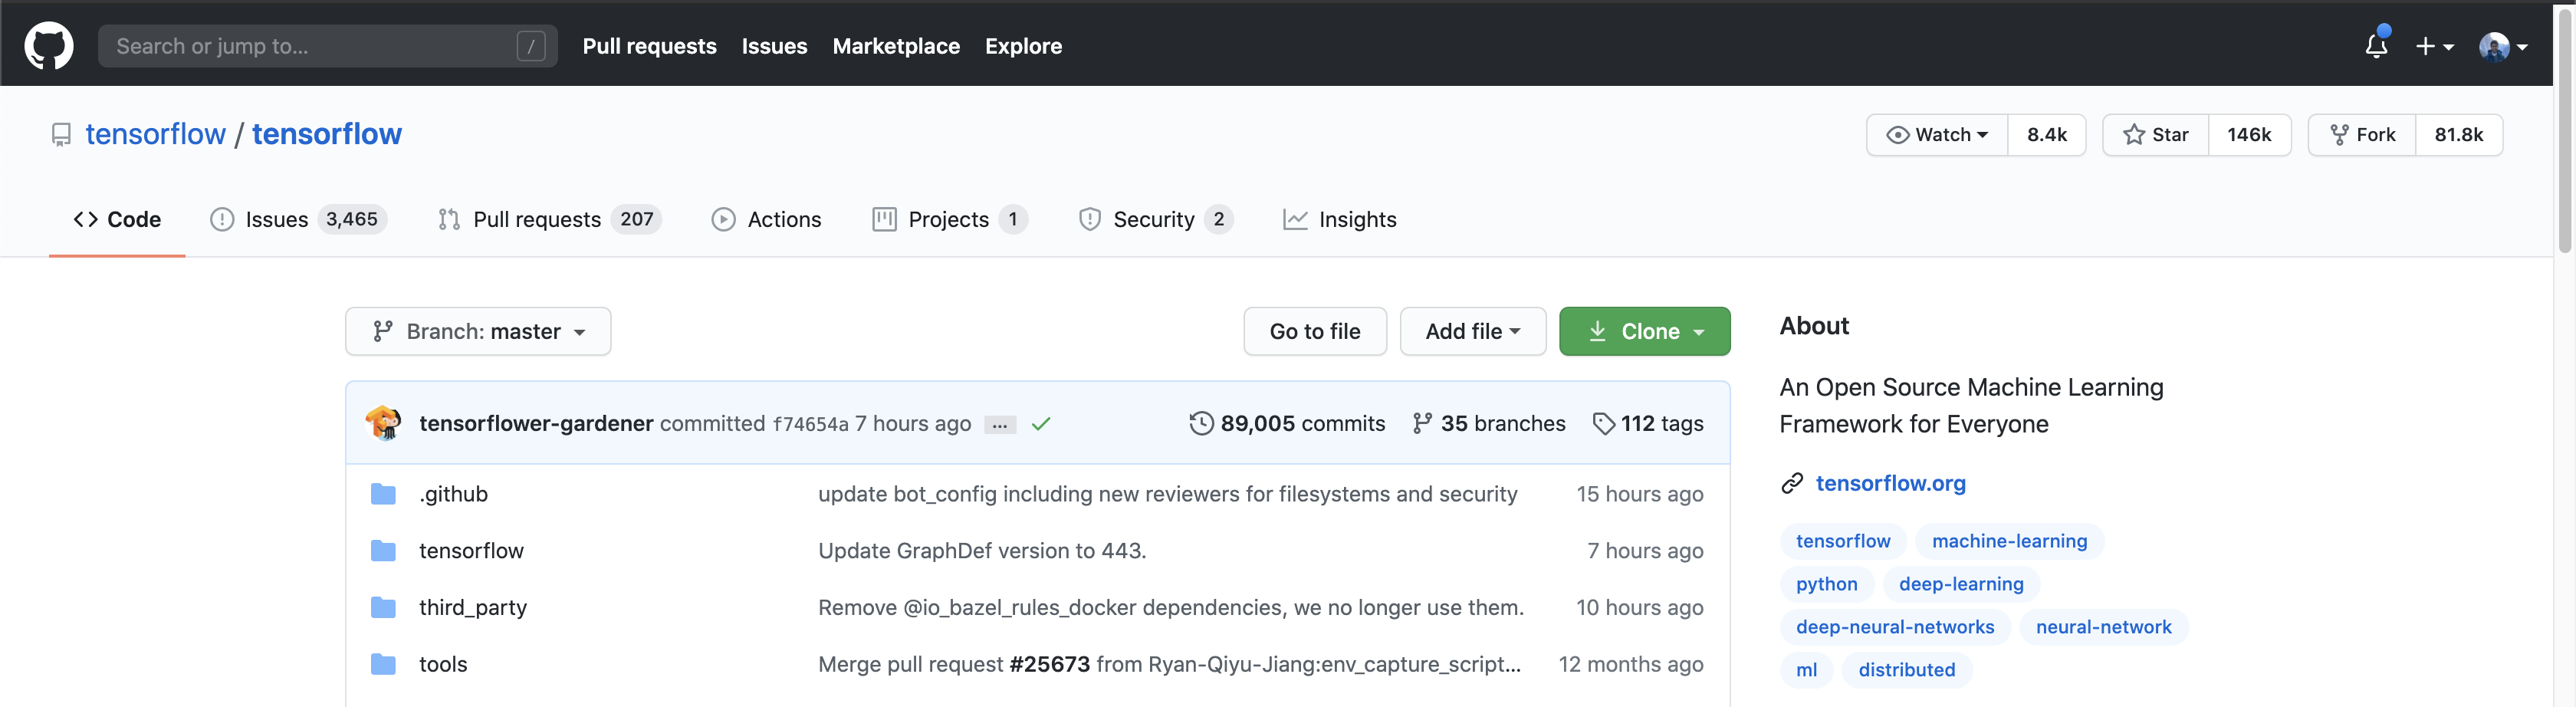 Search or jump to... /
Pull requests Issues Marketplace Explore
tensorflow / tensorflow
Watch 8.4k Star 146k Fork 81.8k
Code Issues 3,465 Pull requests 207 Actions Projects 1 Security 2 Insights
Branch: master Go to file Add file Clone
tensorflower-gardener committed f74654a 7 hours ago ... 89,005 commits 35 branches 112 tags
.github update bot_config including new reviewers for filesystems and security 15 hours ago
tensorflow Update GraphDef version to 443. 7 hours ago
third_party Remove @io_bazel_rules_docker dependencies, we no longer use them. 10 hours ago
tools Merge pull request #25673 from Ryan-Qiyu-Jiang:env_capture_script... 12 months ago
About
An Open Source Machine Learning
Framework for Everyone
tensorflow.org
tensorflow machine-learning
python deep-learning
deep-neural-networks neural-network
ml distributed